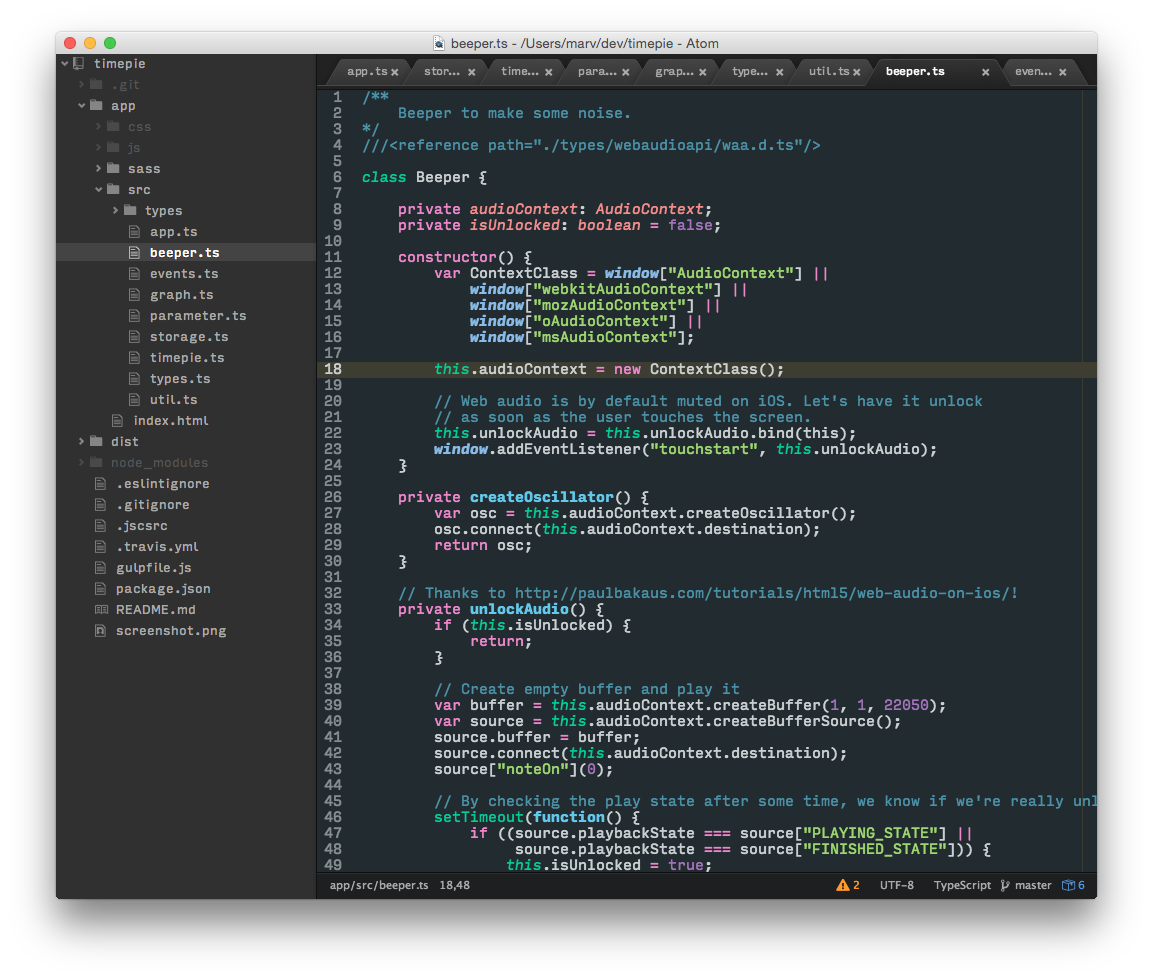 beeper.ts - /Users/marv/dev/timepie - Atom
timepie
.git
app
css
js
sass
src
types
app.ts
beeper.ts
events.ts
graph.ts
parameter.ts
storage.ts
timepie.ts
types.ts
util.ts
index.html
dist
node_modules
.eslintignore
.gitignore
.jscsrc
.travis.yml
gulpfile.js
package.json
README.md
screenshot.png
app.ts × stor... × time... × para... × grap... × type... × util.ts × beeper.ts × even... ×
1 /**
2     Beeper to make some noise.
3 */
4 ///<reference path="./types/webaudioapi/waa.d.ts"/>
5
6 class Beeper {
7
8     private audioContext: AudioContext;
9     private isUnlocked: boolean = false;
10
11     constructor() {
12         var ContextClass = window["AudioContext"] ||
13             window["webkitAudioContext"] ||
14             window["mozAudioContext"] ||
15             window["oAudioContext"] ||
16             window["msAudioContext"];
17
18         this.audioContext = new ContextClass();
19
20         // Web audio is by default muted on iOS. Let's have it unlock
21         // as soon as the user touches the screen.
22         this.unlockAudio = this.unlockAudio.bind(this);
23         window.addEventListener("touchstart", this.unlockAudio);
24     }
25
26     private createOscillator() {
27         var osc = this.audioContext.createOscillator();
28         osc.connect(this.audioContext.destination);
29         return osc;
30     }
31
32     // Thanks to http://paulbakaus.com/tutorials/html5/web-audio-on-ios/!
33     private unlockAudio() {
34         if (this.isUnlocked) {
35             return;
36         }
37
38         // Create empty buffer and play it
39         var buffer = this.audioContext.createBuffer(1, 1, 22050);
40         var source = this.audioContext.createBufferSource();
41         source.buffer = buffer;
42         source.connect(this.audioContext.destination);
43         source["noteOn"](0);
44
45         // By checking the play state after some time, we know if we're really unl
46         setTimeout(function() {
47             if ((source.playbackState === source["PLAYING_STATE"] ||
48                  source.playbackState === source["FINISHED_STATE"])) {
49                 this.isUnlocked = true;
app/src/beeper.ts 18,48 2 UTF-8 TypeScript master 6